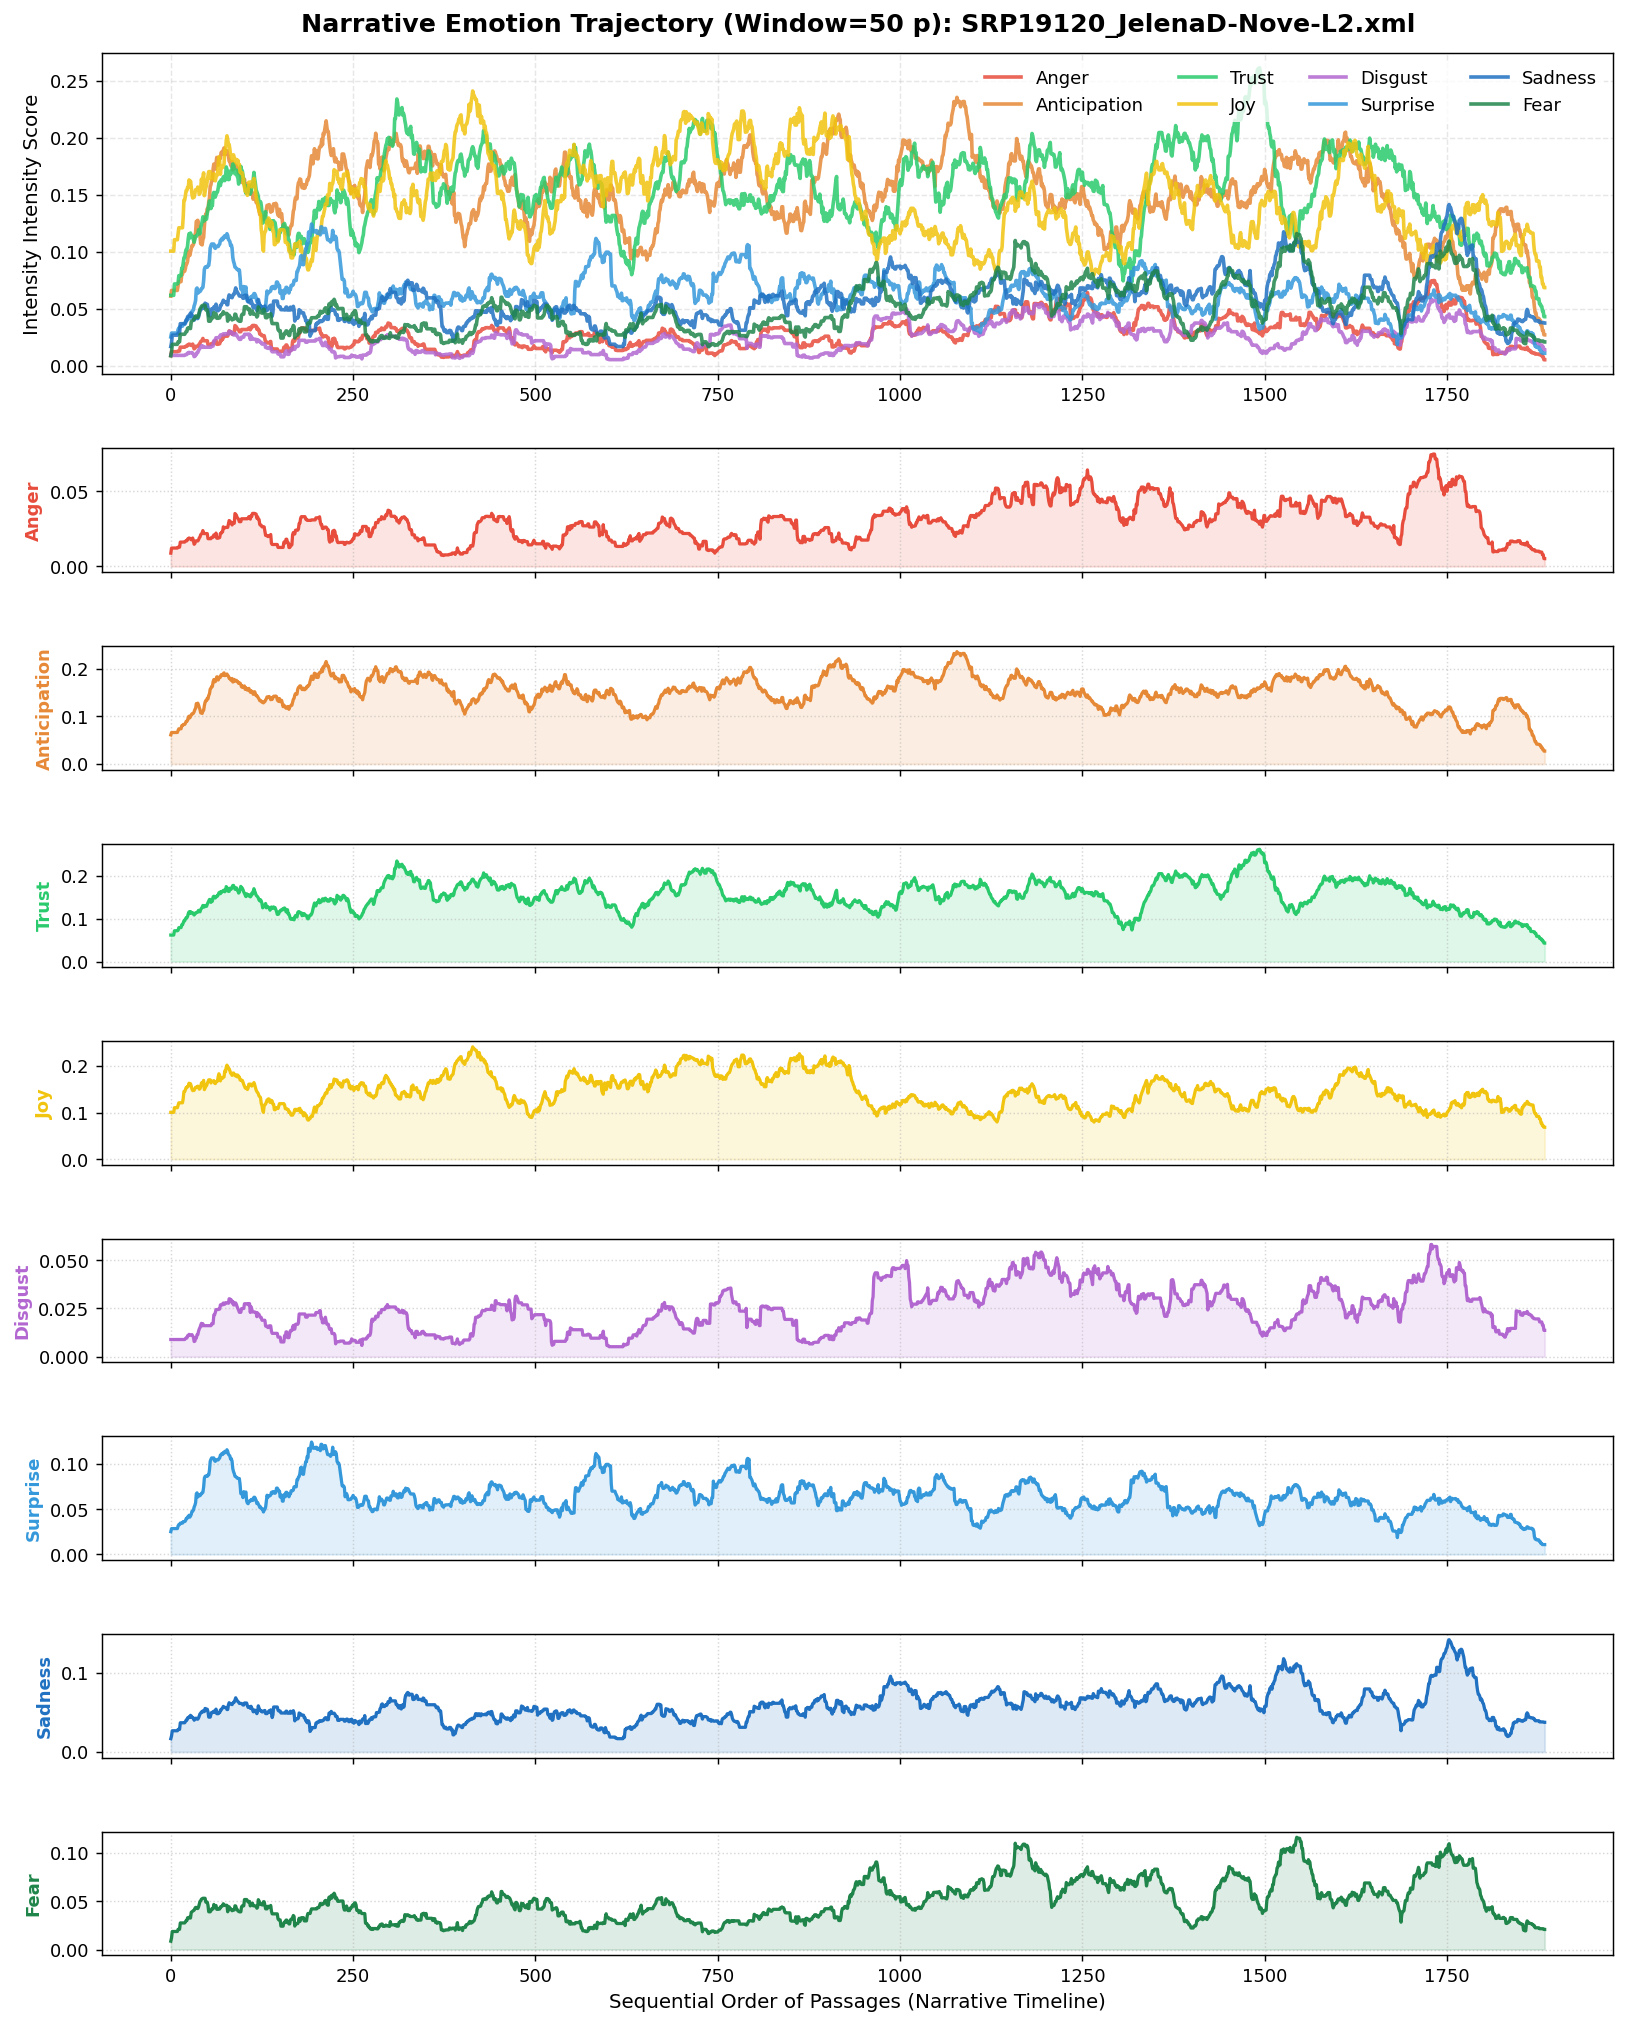 Narrative Emotion Trajectory (Window=50 p): SRP19120_JelenaD-Nove-L2.xml
Intensity Intensity Score
0.25
0.20
0.15
0.10
0.05
0.00
Anger Trust Disgust Sadness
Anticipation Joy Surprise Fear
0 250 500 750 1000 1250 1500 1750
Anger
0.05
0.00
Anticipation
0.2
0.1
0.0
Trust
0.2
0.1
0.0
Joy
0.2
0.1
0.0
Disgust
0.050
0.025
0.000
Surprise
0.10
0.05
0.00
Sadness
0.1
0.0
Fear
0.10
0.05
0.00
0 250 500 750 1000 1250 1500 1750
Sequential Order of Passages (Narrative Timeline)